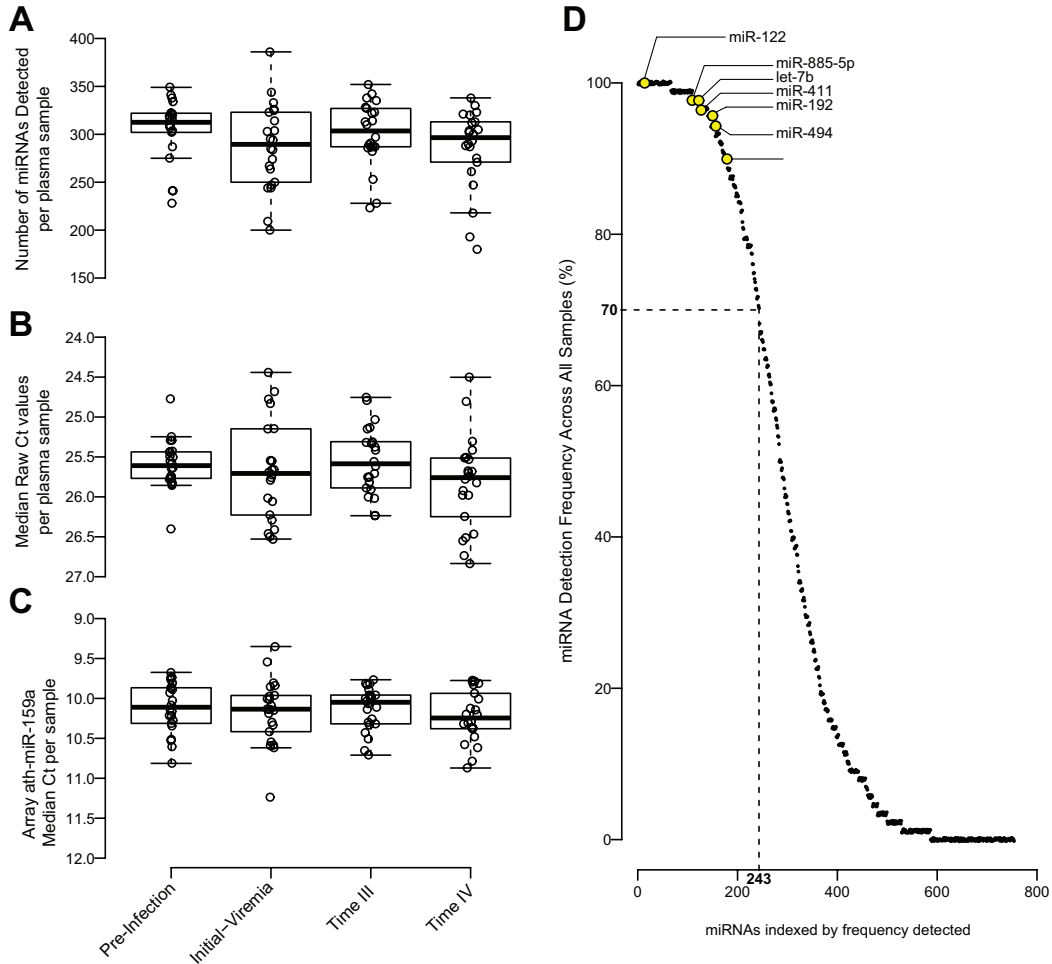 A
Number of miRNAs Detected
per plasma sample
400
350
300
250
200
150
B
Median Raw Ct values
per plasma sample
24.0
24.5
25.0
25.5
26.0
26.5
27.0
C
Array ath-miR-159a
Median Ct per sample
9.0
9.5
10.0
10.5
11.0
11.5
12.0
Pre-Infection
Initial-Viremia
Time III
Time IV
D
miRNA Detection Frequency Across All Samples (%)
100
80
70
60
40
20
0
miR-122
miR-885-5p
let-7b
miR-411
miR-192
miR-494
0
200
243
400
600
800
miRNAs indexed by frequency detected